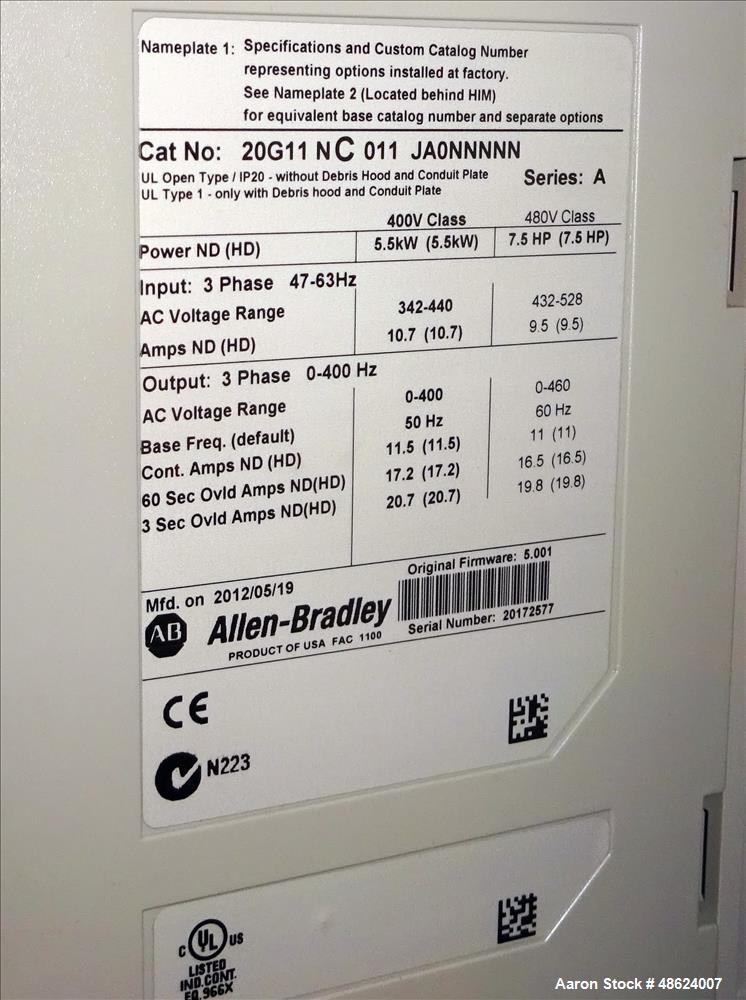 Nameplate 1: Specifications and Custom Catalog Number
representing options installed at factory.
See Nameplate 2 (Located behind HIM)
for equivalent base catalog number and separate options
Cat No: 20G11 NC 011 JA0NNNNN
UL Open Type / IP20 - without Debris Hood and Conduit Plate
UL Type 1 - only with Debris hood and Conduit Plate
Series: A
400V Class 480V Class
Power ND (HD) 5.5kW (5.5kW) 7.5 HP (7.5 HP)
Input: 3 Phase 47-63Hz
AC Voltage Range 342-440 432-528
Amps ND (HD) 10.7 (10.7) 9.5 (9.5)
Output: 3 Phase 0-400 Hz
AC Voltage Range 0-400 0-460
Base Freq. (default) 50 Hz 60 Hz
Cont. Amps ND (HD) 11.5 (11.5) 11 (11)
60 Sec Ovld Amps ND(HD) 17.2 (17.2) 16.5 (16.5)
3 Sec Ovld Amps ND(HD) 20.7 (20.7) 19.8 (19.8)
Mfd. on 2012/05/19
Original Firmware: 5.001
AB Allen-Bradley
PRODUCT OF USA FAC 1100
Serial Number: 20172577
CE
N223
C UL US
LISTED
IND.CONT.
EQ.966X
Aaron Stock # 48624007